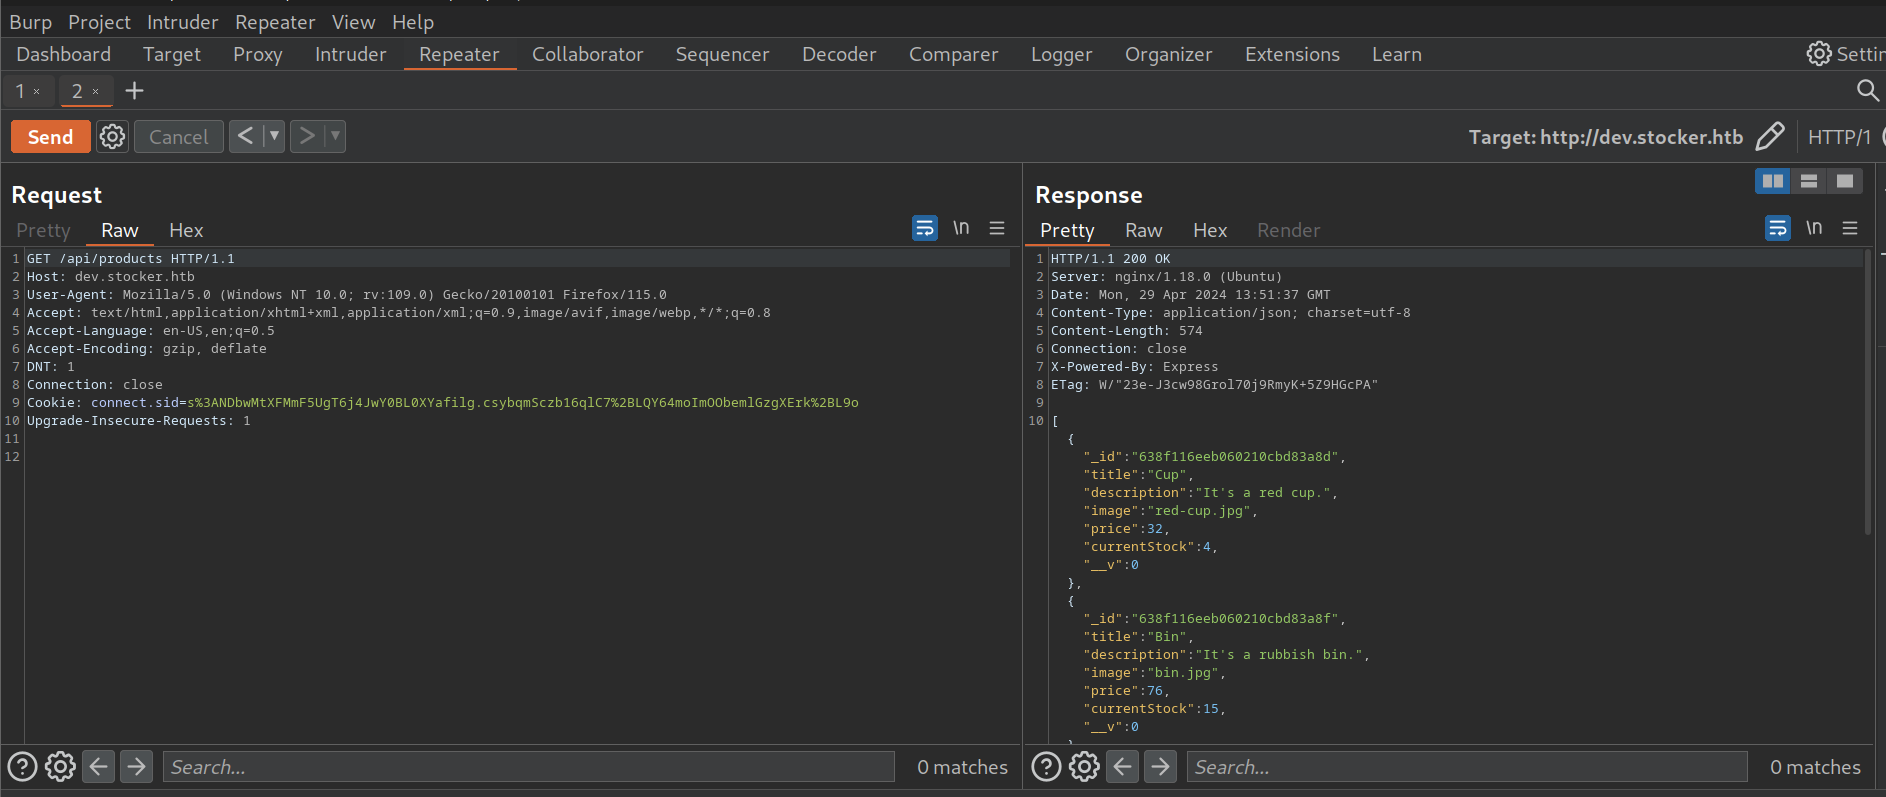 Burp Project Intruder Repeater View Help
Dashboard Target Proxy Intruder Repeater Collaborator Sequencer Decoder Comparer Logger Organizer Extensions Learn Settin
1 × 2 × +
Send Cancel < > Target: http://dev.stocker.htb HTTP/1
Request
Pretty Raw Hex \n
1 GET /api/products HTTP/1.1
2 Host: dev.stocker.htb
3 User-Agent: Mozilla/5.0 (Windows NT 10.0; rv:109.0) Gecko/20100101 Firefox/115.0
4 Accept: text/html,application/xhtml+xml,application/xml;q=0.9,image/avif,image/webp,*/*;q=0.8
5 Accept-Language: en-US,en;q=0.5
6 Accept-Encoding: gzip, deflate
7 DNT: 1
8 Connection: close
9 Cookie: connect.sid=s%3ANDbwMtXFMmF5UgT6j4JwY0BL0XYafilg.csybqmSczb16qlC7%2BLQY64moImOObemlGzgXErk%2BL9o
10 Upgrade-Insecure-Requests: 1
11
12
Search... 0 matches
Response
Pretty Raw Hex Render \n
1 HTTP/1.1 200 OK
2 Server: nginx/1.18.0 (Ubuntu)
3 Date: Mon, 29 Apr 2024 13:51:37 GMT
4 Content-Type: application/json; charset=utf-8
5 Content-Length: 574
6 Connection: close
7 X-Powered-By: Express
8 ETag: W/"23e-J3cw98Grol70j9RmyK+5Z9HGcPA"
9
10 [
{
"_id":"638f116eeb060210cbd83a8d",
"title":"Cup",
"description":"It's a red cup.",
"image":"red-cup.jpg",
"price":32,
"currentStock":4,
"__v":0
},
{
"_id":"638f116eeb060210cbd83a8f",
"title":"Bin",
"description":"It's a rubbish bin.",
"image":"bin.jpg",
"price":76,
"currentStock":15,
"__v":0
Search... 0 matches